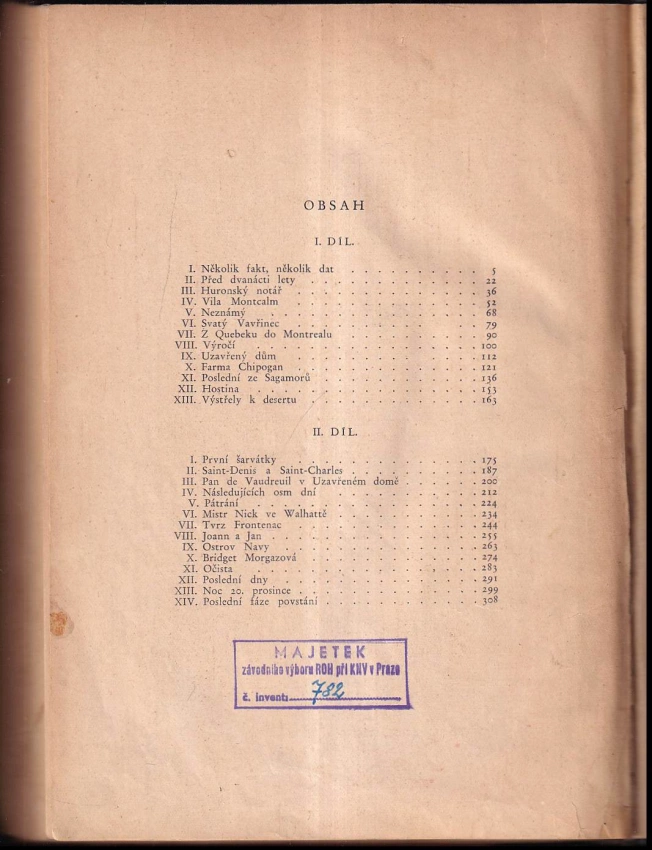 OBSAH
I. DÍL.
I. Několik fakt, několik dat . . . . . . . . . . . . 5
II. Před dvanácti lety . . . . . . . . . . . . . 22
III. Huronský notář . . . . . . . . . . . . . 36
IV. Vila Montcalm . . . . . . . . . . . . . 52
V. Neznámý . . . . . . . . . . . . . . . 68
VI. Svatý Vavřinec . . . . . . . . . . . . . 79
VII. Z Quebeku do Montrealu . . . . . . . . . . . 90
VIII. Výročí . . . . . . . . . . . . . . . 100
IX. Uzavřený dům . . . . . . . . . . . . . 112
X. Farma Chipogan . . . . . . . . . . . . . 121
XI. Poslední ze Sagamorů . . . . . . . . . . . . 136
XII. Hostina . . . . . . . . . . . . . . . 153
XIII. Výstřely k desertu . . . . . . . . . . . . 163
II. DÍL.
I. První šarvátky . . . . . . . . . . . . . 175
II. Saint-Denis a Saint-Charles . . . . . . . . . . 187
III. Pan de Vaudreuil v Uzavřeném domě . . . . . . 200
IV. Následujících osm dní . . . . . . . . . . . 212
V. Pátrání . . . . . . . . . . . . . . . 224
VI. Mistr Nick ve Walhattě . . . . . . . . . . . 234
VII. Tvrz Frontenac . . . . . . . . . . . . . 244
VIII. Joann a Jan . . . . . . . . . . . . . . 255
IX. Ostrov Navy . . . . . . . . . . . . . . 263
X. Bridget Morgazová . . . . . . . . . . . . 274
XI. Očista . . . . . . . . . . . . . . . 283
XII. Poslední dny . . . . . . . . . . . . . . 291
XIII. Noc 20. prosince . . . . . . . . . . . . . 299
XIV. Poslední fáze povstání . . . . . . . . . . . 308
MAJETEK
závodního výboru ROH při KNV v Praze
č. invent: 782